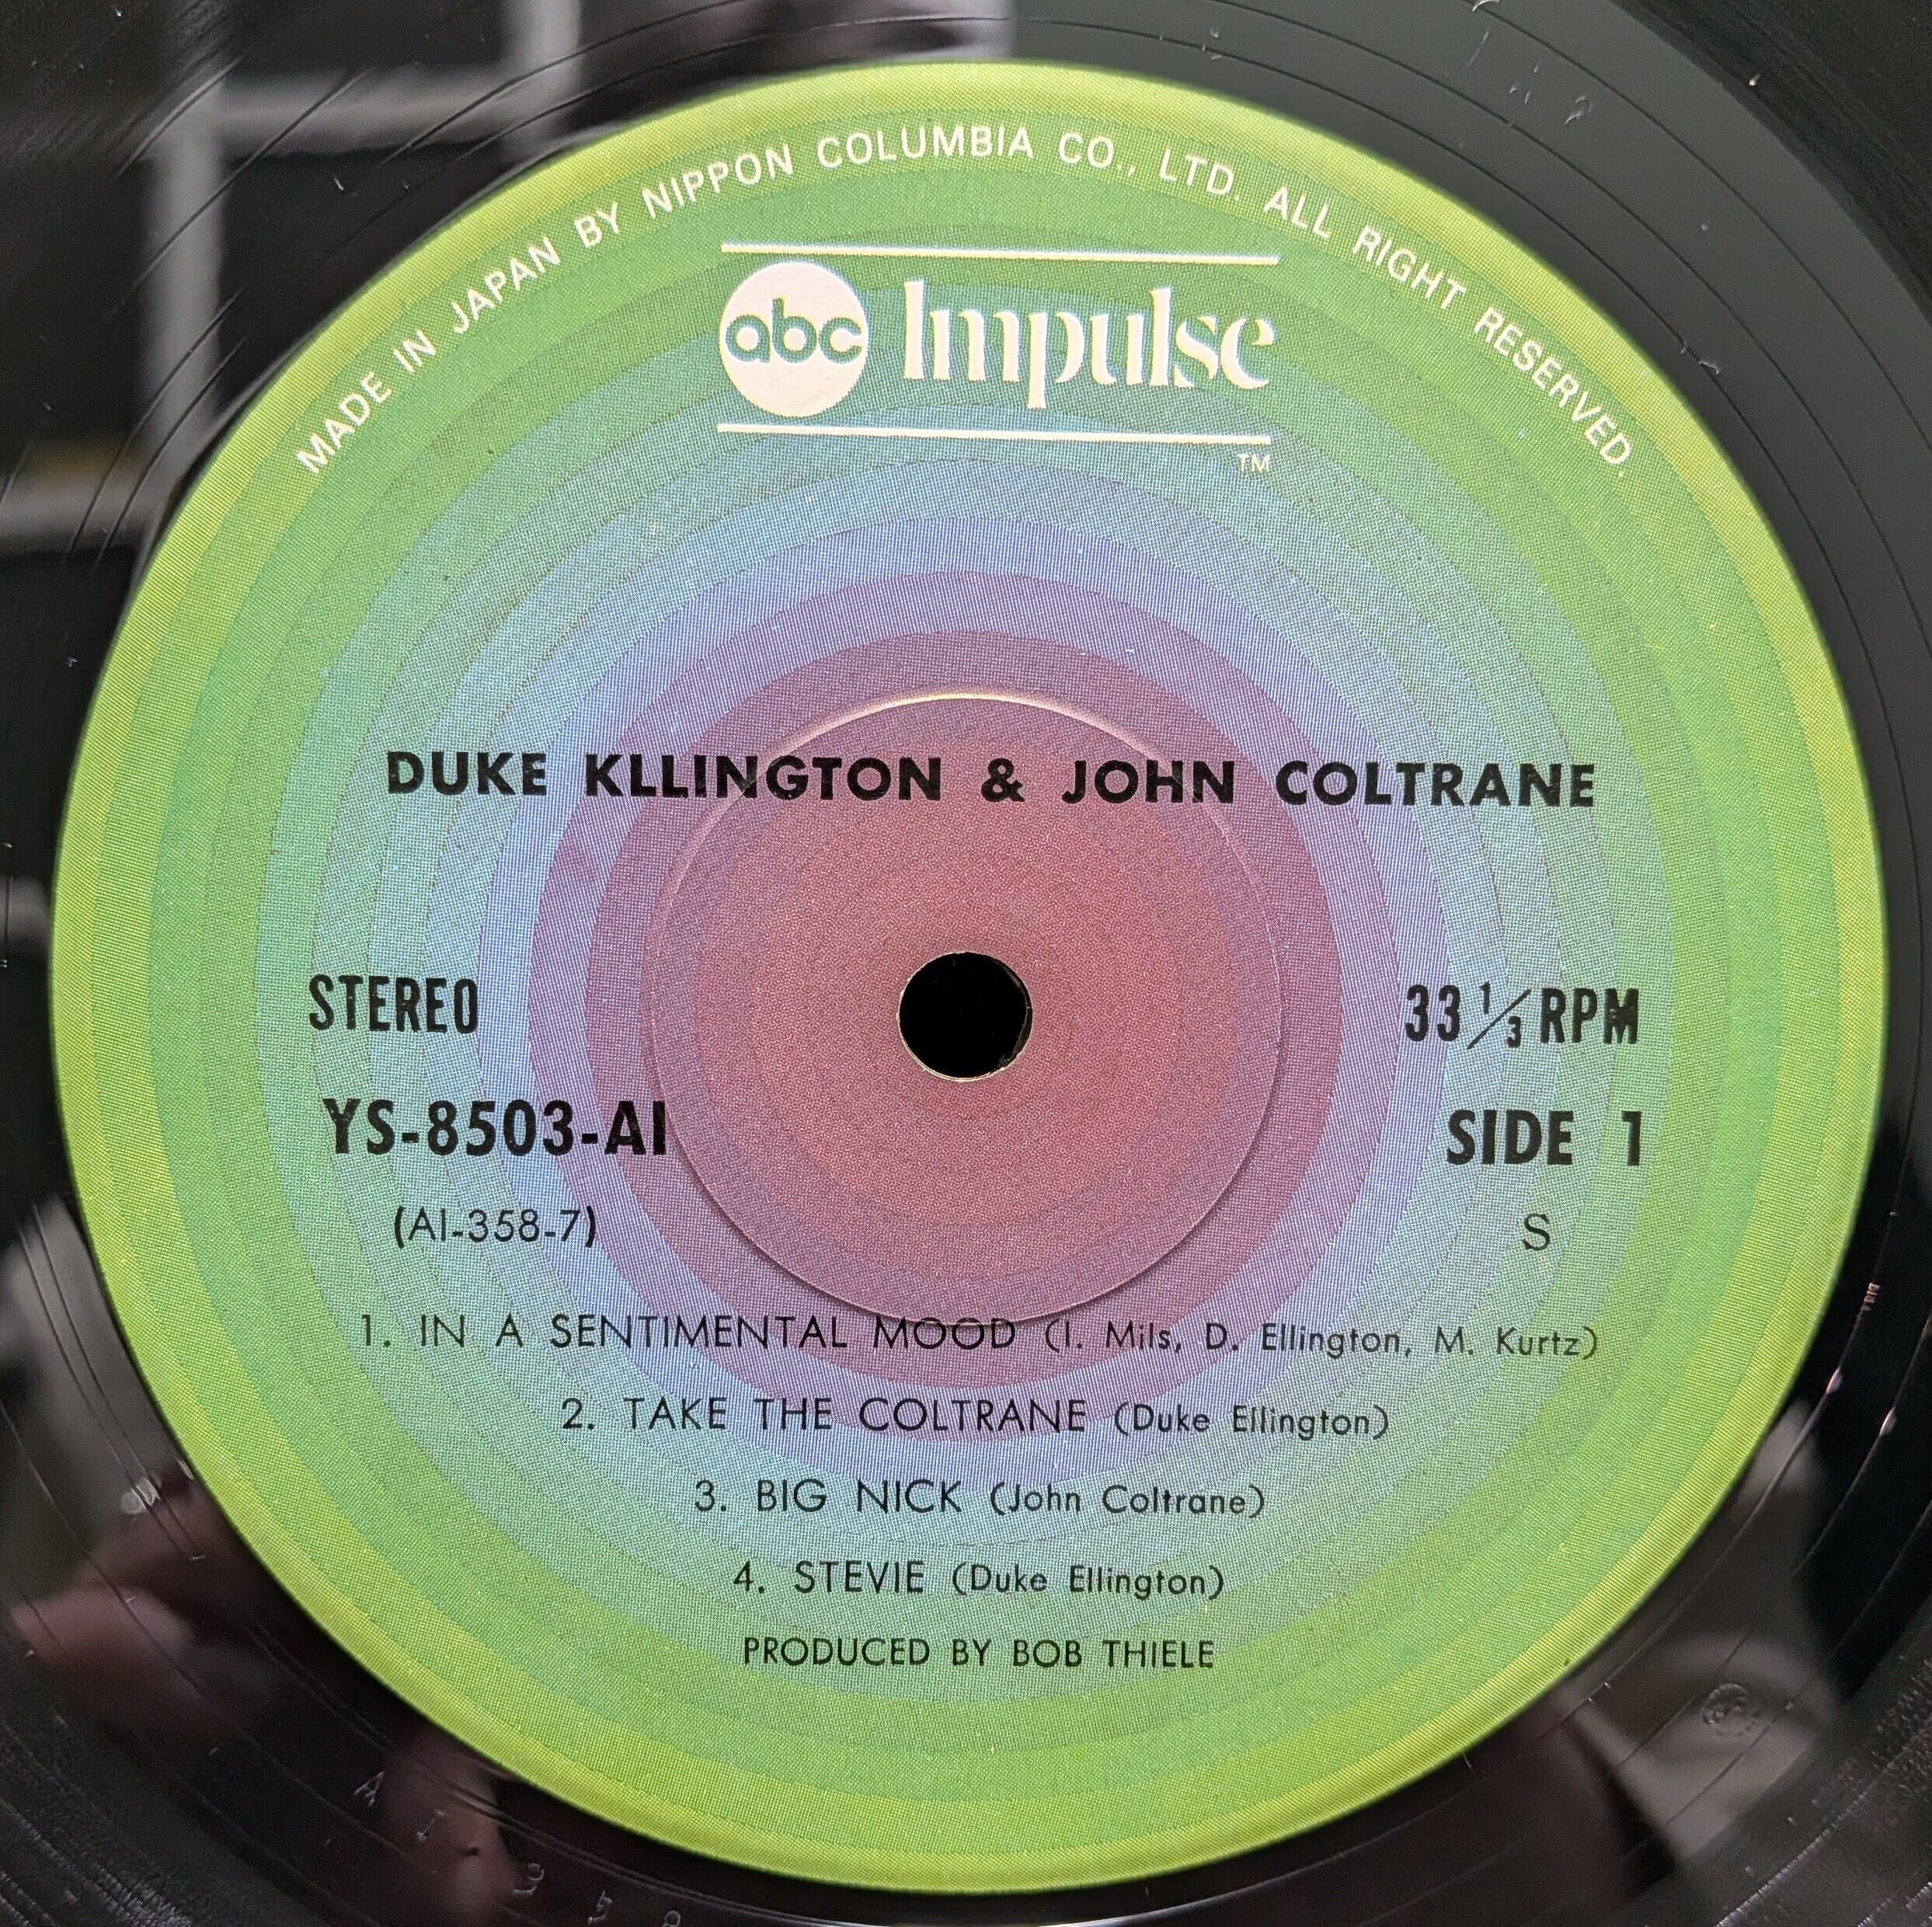 MADE IN JAPAN BY NIPPON COLUMBIA CO., LTD. ALL RIGHT RESERVED.
abc Impulse
TM
DUKE KLLINGTON & JOHN COLTRANE
STEREO
33 1/3 RPM
YS-8503-AI
SIDE 1
(AI-358-7)
S
1. IN A SENTIMENTAL MOOD (I. Mils, D. Ellington, M. Kurtz)
2. TAKE THE COLTRANE (Duke Ellington)
3. BIG NICK (John Coltrane)
4. STEVIE (Duke Ellington)
PRODUCED BY BOB THIELE